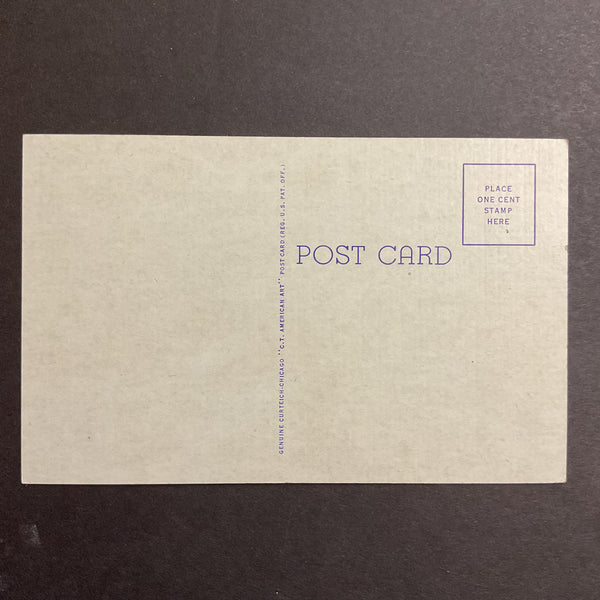 GENUINE CURTEICH-CHICAGO "C.T. AMERICAN ART" POST CARD (REG. U.S. PAT. OFF.)
POST CARD
PLACE
ONE CENT
STAMP
HERE